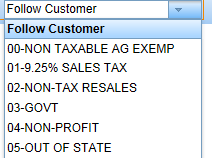 Follow Customer
Follow Customer
00-NON TAXABLE AG EXEMP
01-9.25% SALES TAX
02-NON-TAX RESALES
03-GOVT
04-NON-PROFIT
05-OUT OF STATE